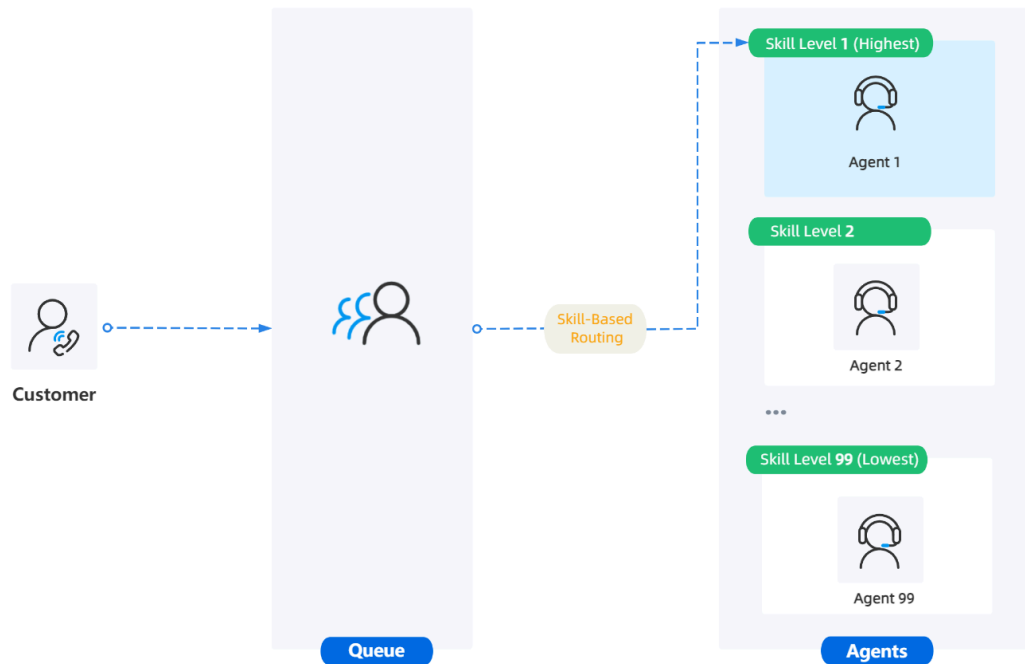 Customer
Queue
Skill-Based
Routing
Skill Level 1 (Highest)
Agent 1
Skill Level 2
Agent 2
...
Skill Level 99 (Lowest)
Agent 99
Agents